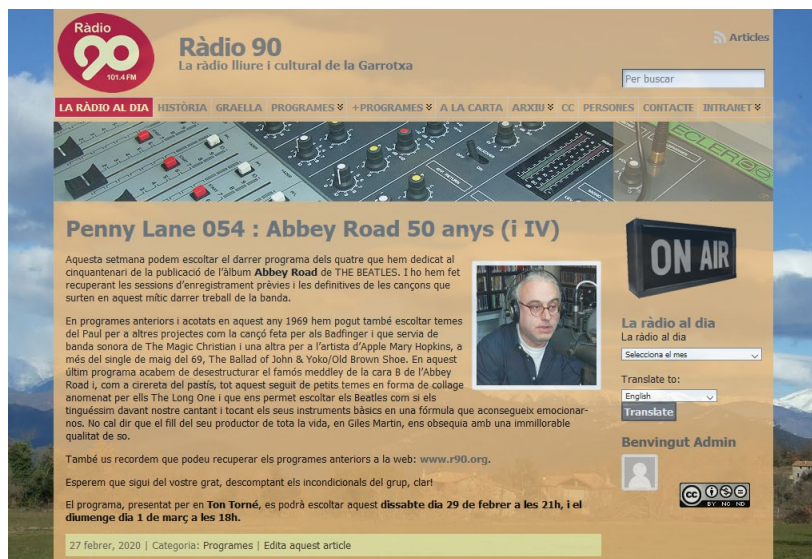 Ràdio
90
101.4 FM
Ràdio 90
La ràdio lliure i cultural de la Garrotxa
Articles
Per buscar
LA RÀDIO AL DIA HISTÒRIA GRAELLA PROGRAMES +PROGRAMES A LA CARTA ARXIU CC PERSONES CONTACTE INTRANET
ECLER
Penny Lane 054 : Abbey Road 50 anys (i IV)
Aquesta setmana podem escoltar el darrer programa dels quatre que hem dedicat al
cinquantenari de la publicació de l'àlbum Abbey Road de THE BEATLES. I ho hem fet
recuperant les sessions d'enregistrament prèvies i les definitives de les cançons que
surten en aquest mític darrer treball de la banda.
En programes anteriors i acotats en aquest any 1969 hem pogut també escoltar temes
del Paul per a altres projectes com la cançó feta per als Badfinger i que servia de
banda sonora de The Magic Christian i una altra per a l'artista d'Apple Mary Hopkins, a
més del single de maig del 69, The Ballad of John & Yoko/Old Brown Shoe. En aquest
últim programa acabem de desestructurar el famós meddley de la cara B de l'Abbey
Road i, com a cirereta del pastís, tot aquest seguit de petits temes en forma de collage
anomenat per ells The Long One i que ens permet escoltar els Beatles com si els
tinguéssim davant nostre cantant i tocant els seus instruments bàsics en una fórmula que aconsegueix emocionar-
nos. No cal dir que el fill del seu productor de tota la vida, en Giles Martin, ens obsequia amb una immillorable
qualitat de so.
També us recordem que podeu recuperar els programes anteriors a la web: www.r90.org.
Esperem que sigui del vostre grat, descomptant els incondicionals del grup, clar!
El programa, presentat per en Ton Torné, es podrà escoltar aquest dissabte dia 29 de febrer a les 21h, i el
diumenge dia 1 de març a les 18h.
27 febrer, 2020 | Categoria: Programes | Edita aquest article
ON AIR
La ràdio al dia
La ràdio al dia
Selecciona el mes
Translate to:
English
Translate
Benvingut Admin
cc
BY NC ND